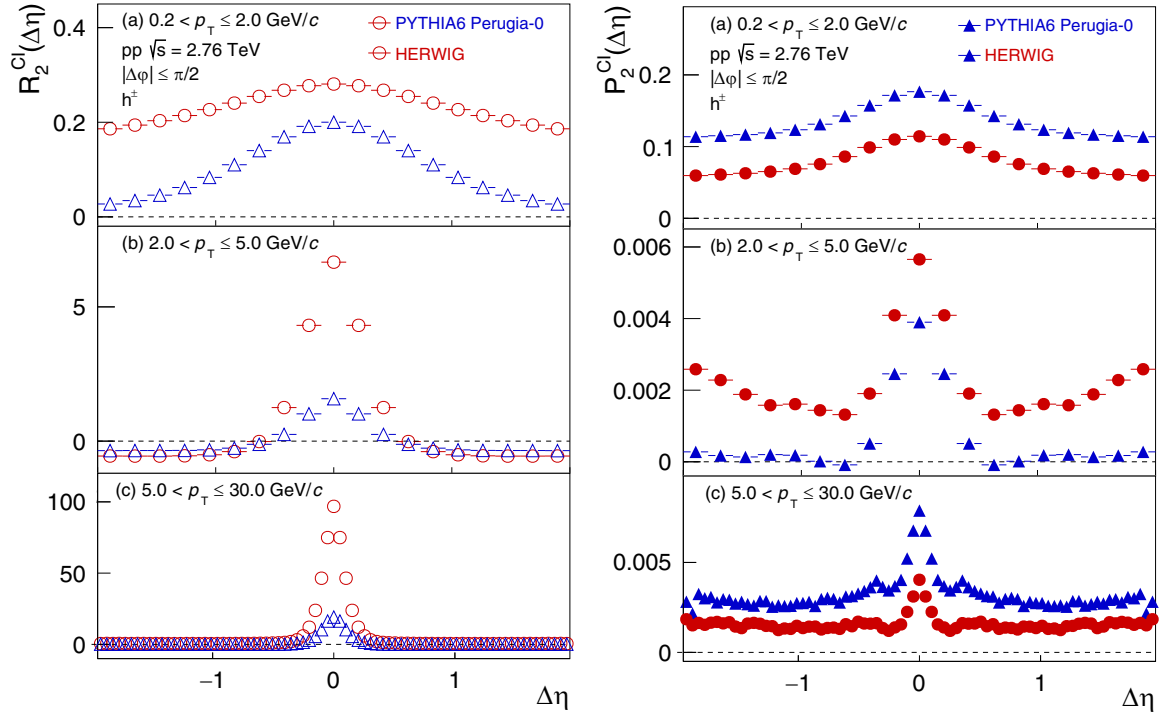 R₂^CI(Δη)
0.4
0.2
0
(a) 0.2 < p_T ≤ 2.0 GeV/c
pp √s = 2.76 TeV
|Δφ| ≤ π/2
h^±
PYTHIA6 Perugia-0
HERWIG
−1 0 1
(b) 2.0 < p_T ≤ 5.0 GeV/c
5
0
(c) 5.0 < p_T ≤ 30.0 GeV/c
100
50
0
−1 0 1
Δη
P₂^CI(Δη)
0.2
0.1
0
(a) 0.2 < p_T ≤ 2.0 GeV/c
pp √s = 2.76 TeV
|Δφ| ≤ π/2
h^±
PYTHIA6 Perugia-0
HERWIG
(b) 2.0 < p_T ≤ 5.0 GeV/c
0.006
0.004
0.002
0
(c) 5.0 < p_T ≤ 30.0 GeV/c
0.005
0
−1 0 1
Δη